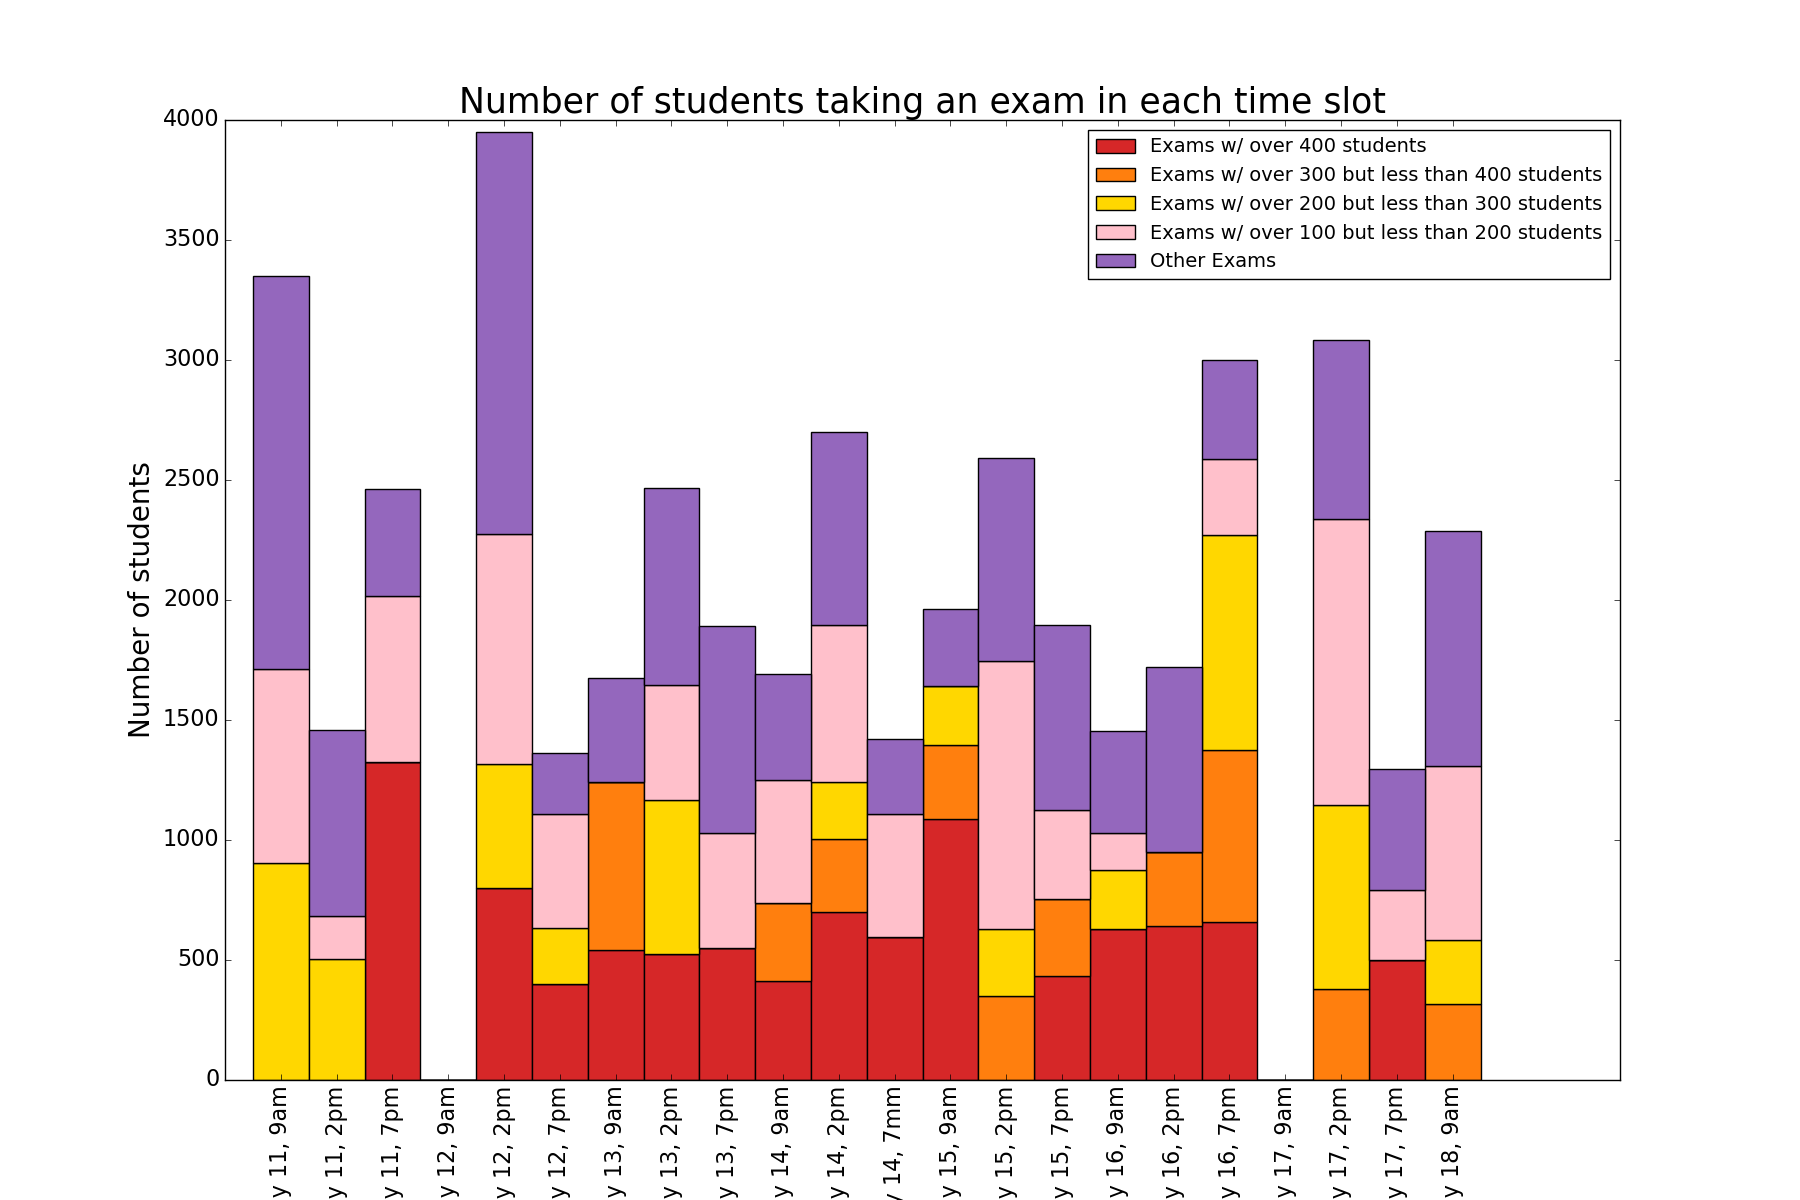 Number of students taking an exam in each time slot
Number of students
4000
3500
3000
2500
2000
1500
1000
500
0
Exams w/ over 400 students
Exams w/ over 300 but less than 400 students
Exams w/ over 200 but less than 300 students
Exams w/ over 100 but less than 200 students
Other Exams
y 11, 9am
y 11, 2pm
y 11, 7pm
y 12, 9am
y 12, 2pm
y 12, 7pm
y 13, 9am
y 13, 2pm
y 13, 7pm
y 14, 9am
y 14, 2pm
y 14, 7mm
y 15, 9am
y 15, 2pm
y 15, 7pm
y 16, 9am
y 16, 2pm
y 16, 7pm
y 17, 9am
y 17, 2pm
y 17, 7pm
y 18, 9am